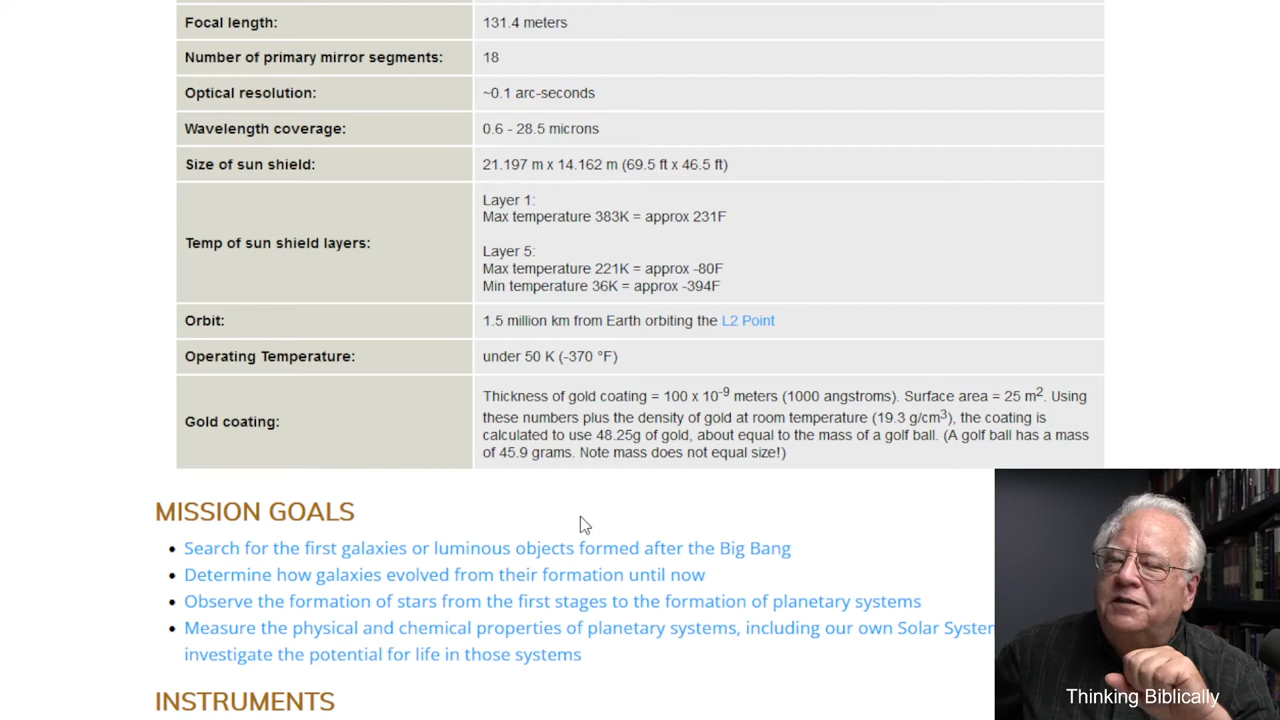 Focal length: 131.4 meters
Number of primary mirror segments: 18
Optical resolution: ~0.1 arc-seconds
Wavelength coverage: 0.6 - 28.5 microns
Size of sun shield: 21.197 m x 14.162 m (69.5 ft x 46.5 ft)
Temp of sun shield layers:
Layer 1:
Max temperature 383K = approx 231F
Layer 5:
Max temperature 221K = approx -80F
Min temperature 36K = approx -394F
Orbit: 1.5 million km from Earth orbiting the L2 Point
Operating Temperature: under 50 K (-370 °F)
Gold coating:
Thickness of gold coating = 100 x 10⁻⁹ meters (1000 angstroms). Surface area = 25 m². Using
these numbers plus the density of gold at room temperature (19.3 g/cm³), the coating is
calculated to use 48.25g of gold, about equal to the mass of a golf ball. (A golf ball has a mass
of 45.9 grams. Note mass does not equal size!)
MISSION GOALS
• Search for the first galaxies or luminous objects formed after the Big Bang
• Determine how galaxies evolved from their formation until now
• Observe the formation of stars from the first stages to the formation of planetary systems
• Measure the physical and chemical properties of planetary systems, including our own Solar System
investigate the potential for life in those systems
INSTRUMENTS
Thinking Biblically